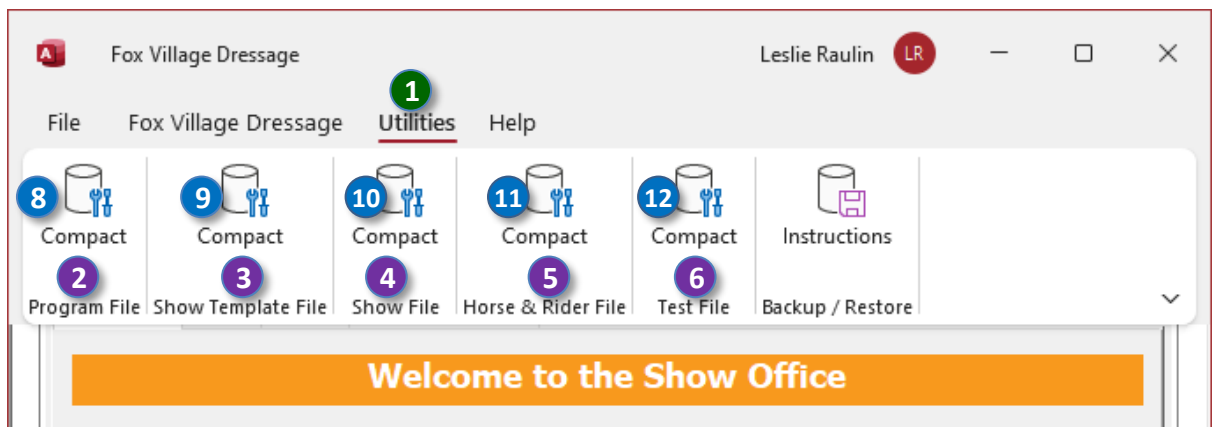 A Fox Village Dressage Leslie Raulin LR
1
File Fox Village Dressage Utilities Help
8 9 10 11 12
Compact Compact Compact Compact Compact Instructions
2 3 4 5 6
Program File Show Template File Show File Horse & Rider File Test File Backup / Restore
Welcome to the Show Office